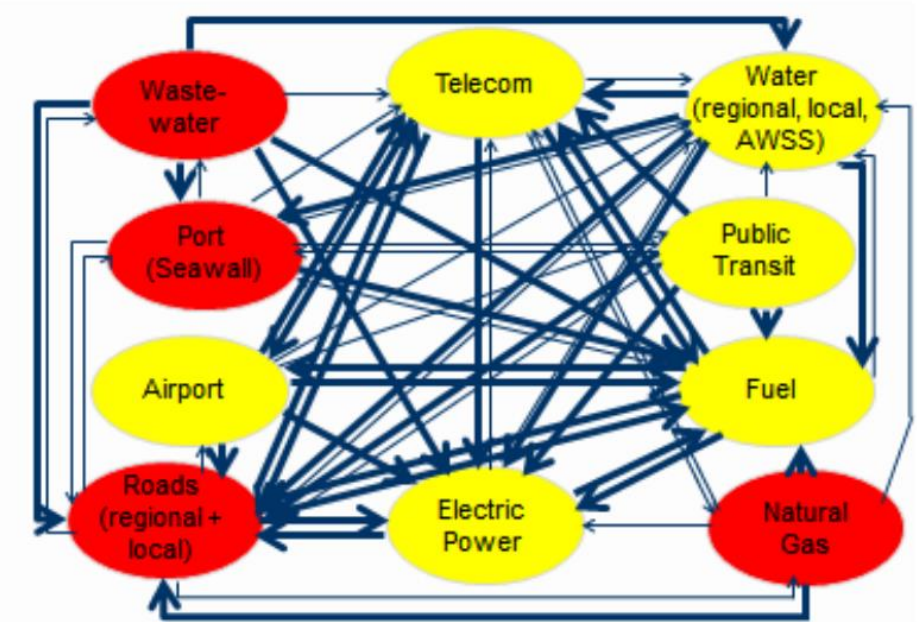 Waste-
water
Telecom
Water
(regional, local,
AWSS)
Port
(Seawall)
Public
Transit
Airport
Fuel
Roads
(regional +
local)
Electric
Power
Natural
Gas